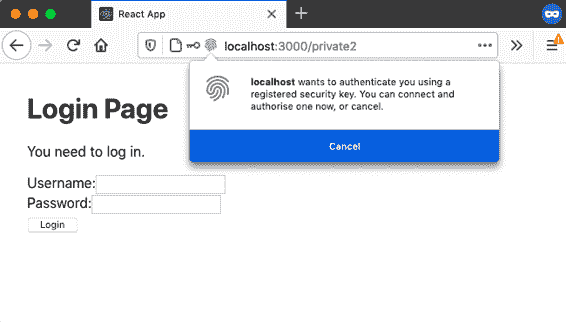 React App
localhost:3000/private2
localhost wants to authenticate you using a
registered security key. You can connect and
authorise one now, or cancel.
Cancel
Login Page
You need to log in.
Username:
Password:
Login